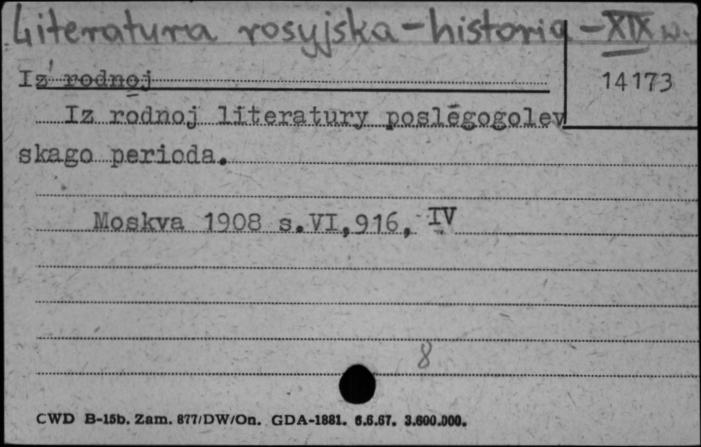 Literatura rosyjska - historia - XIX w.
Iz rodnoj
14173
Iz rodnoj literatury poslěgogolev
skago perioda.
Moskva 1908 s.VI,916, IV
8
CWD B-15b. Zam. 877/DW/On. GDA-1881. 6.6.67. 3.600.000.